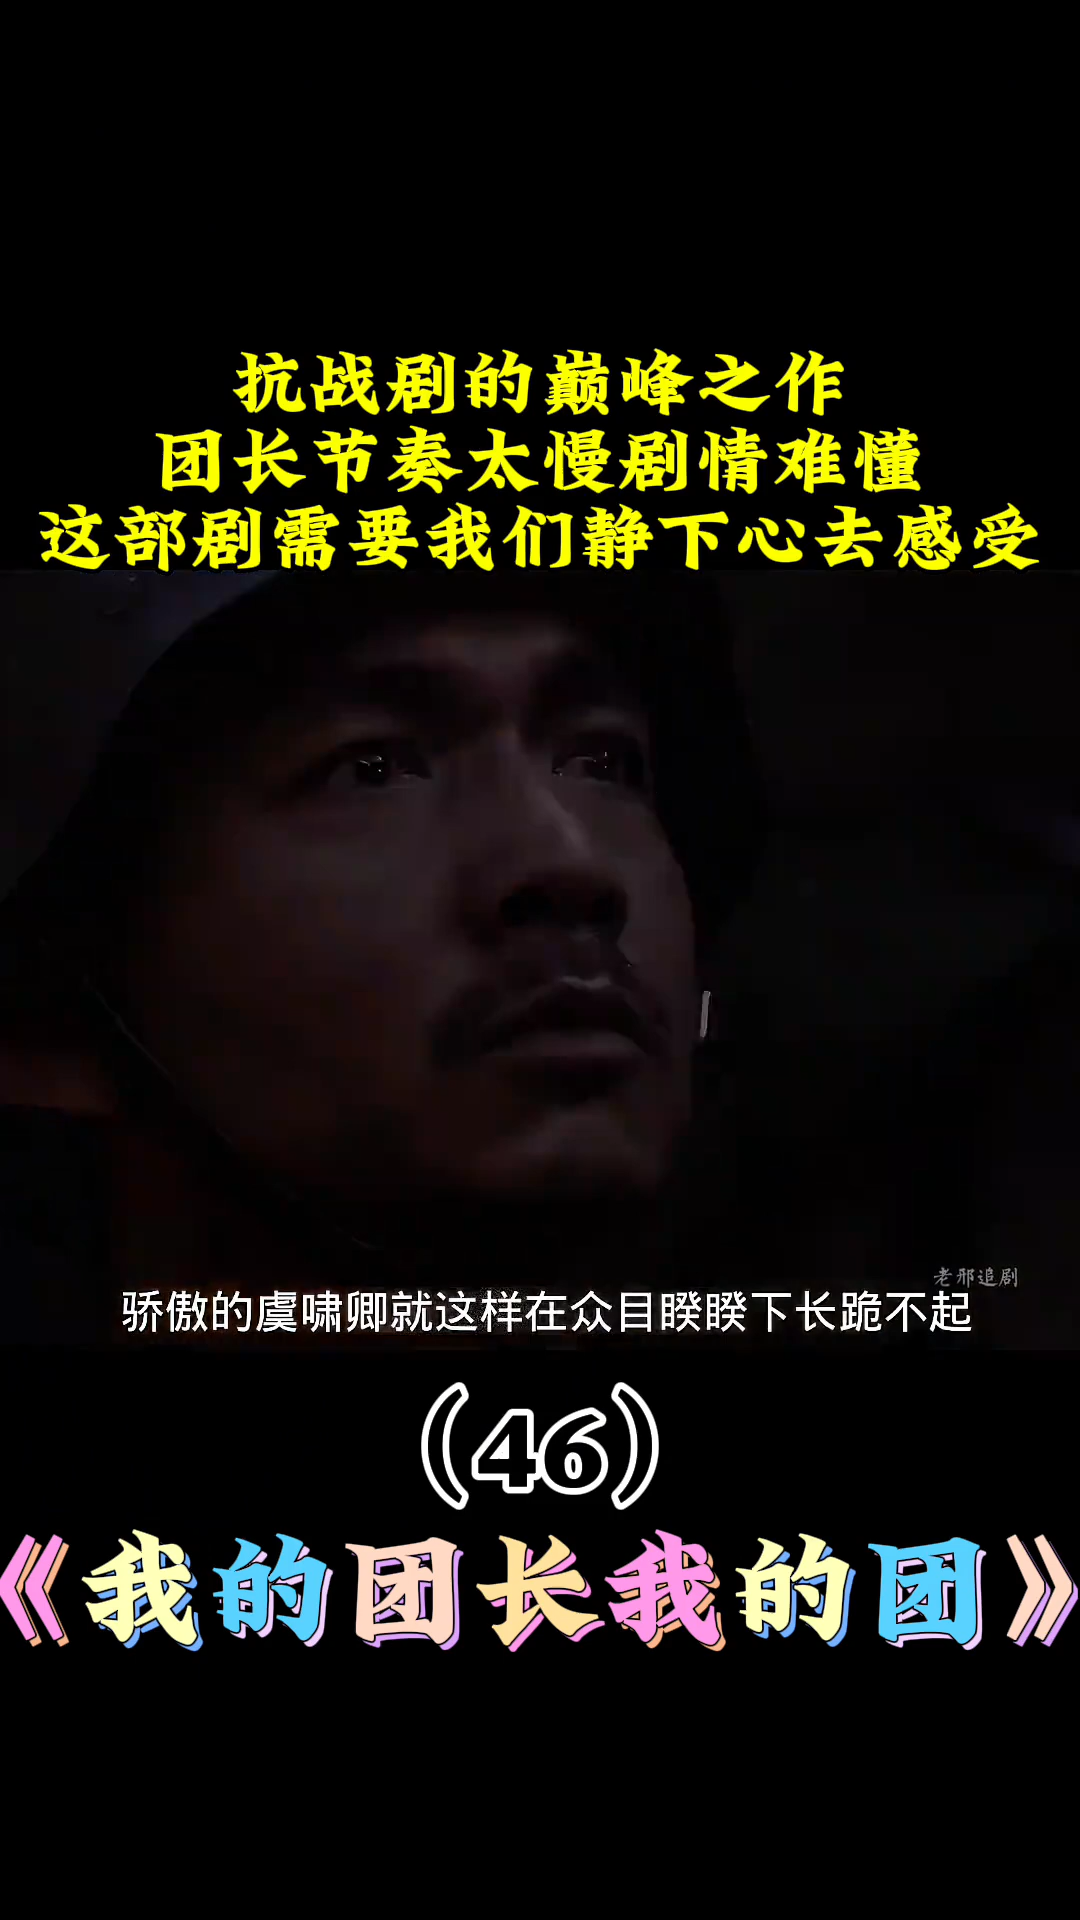 抗战剧的巅峰之作
团长节奏太慢剧情难懂
这部剧需要我们静下心去感受
老邪追剧
骄傲的虞啸卿就这样在众目睽睽下长跪不起
（46）
《我的团长我的团》